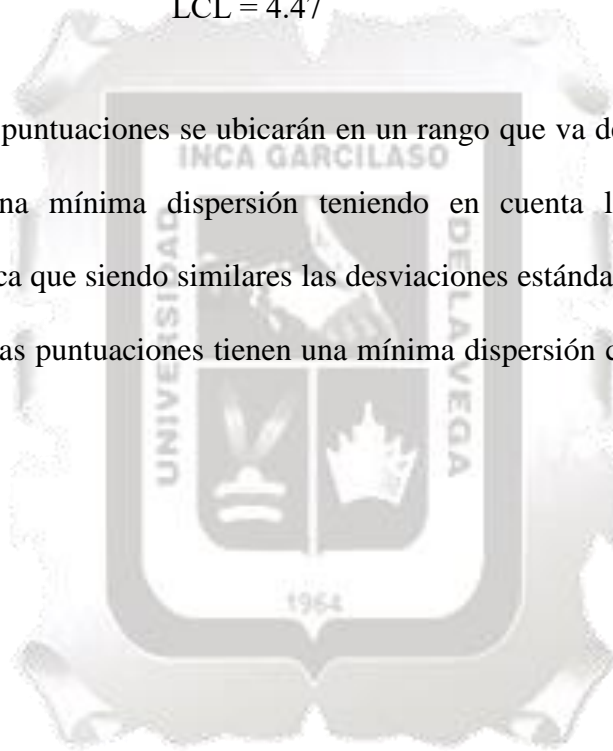 LCL = 4.47
puntuaciones se ubicarán en un rango que va d
INCA GARCILASO
na mínima dispersión teniendo en cuenta l
ca que siendo similares las desviaciones estánda
as puntuaciones tienen una mínima dispersión
UNIVERSIDAD
DE LA VEGA
1964